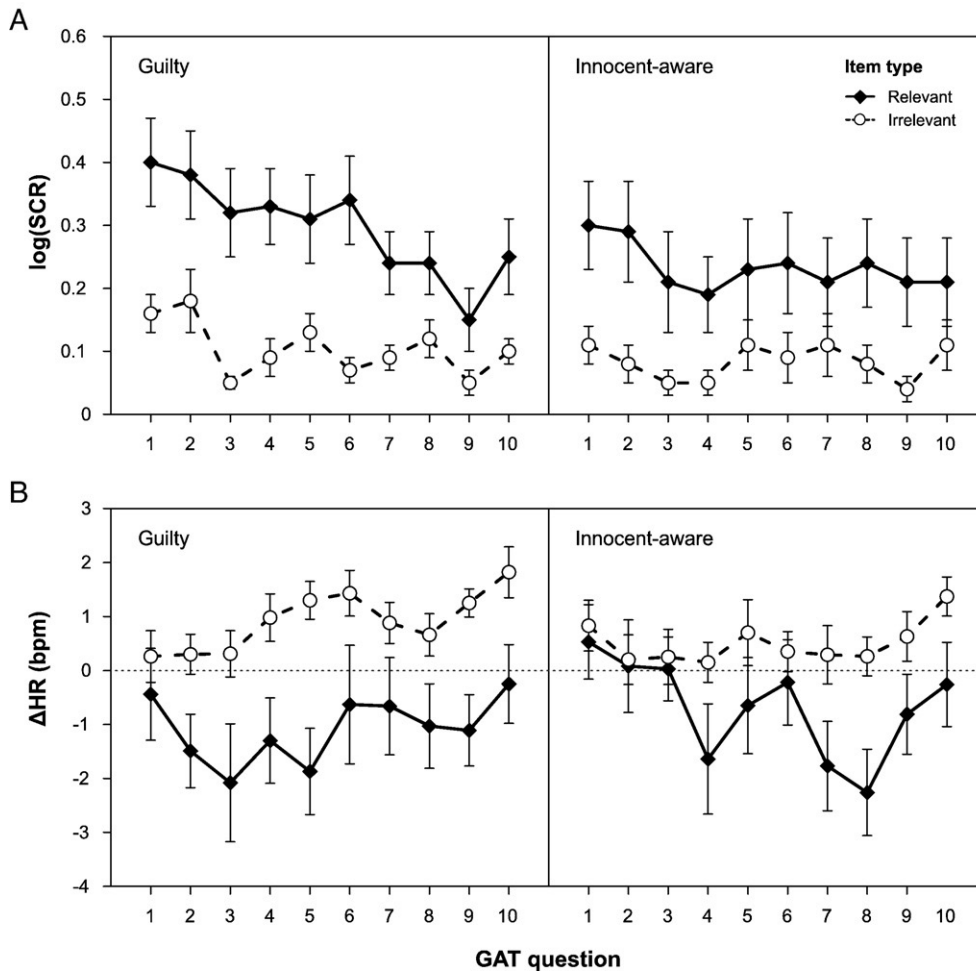 A
0.6
Guilty
Innocent-aware
Item type
Relevant
Irrelevant
0.5
0.4
0.3
0.2
0.1
0
log(SCR)
1 2 3 4 5 6 7 8 9 10
1 2 3 4 5 6 7 8 9 10
B
3
Guilty
Innocent-aware
2
1
0
-1
-2
-3
-4
ΔHR (bpm)
1 2 3 4 5 6 7 8 9 10
1 2 3 4 5 6 7 8 9 10
GAT question